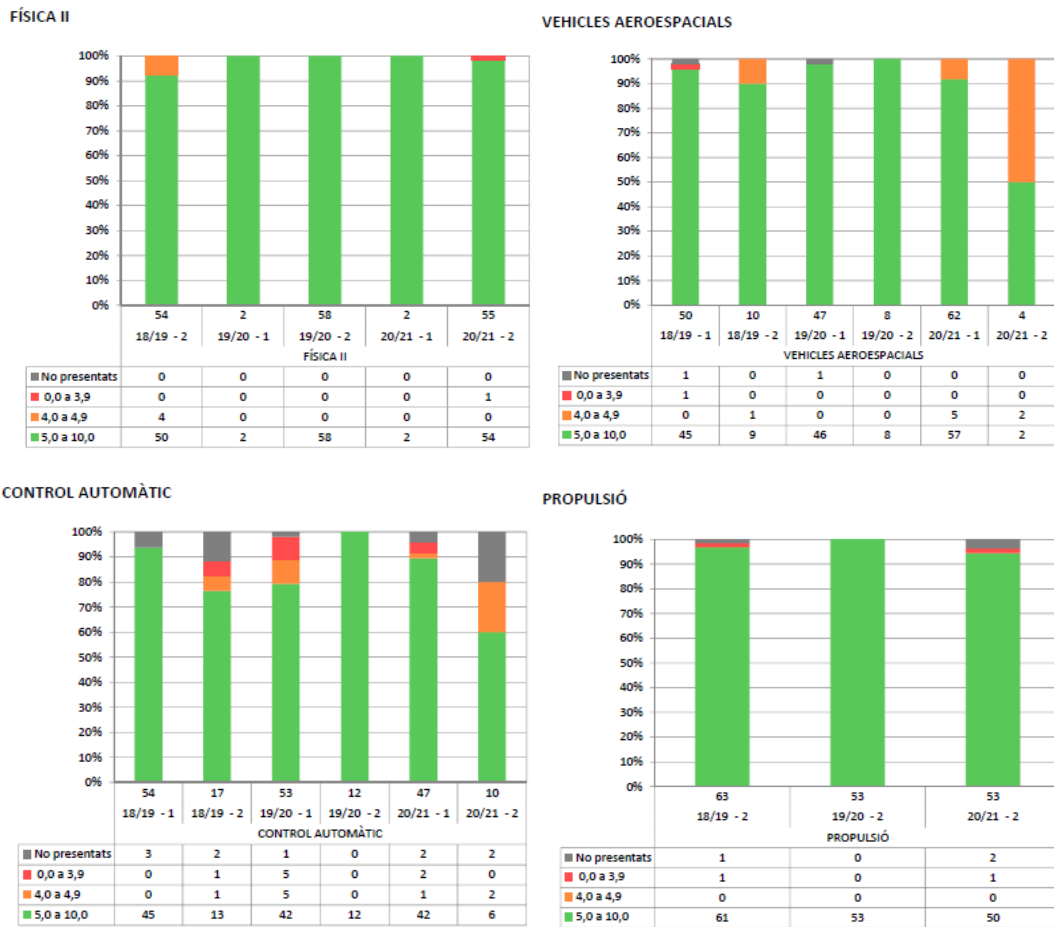 FÍSICA II
100%
90%
80%
70%
60%
50%
40%
30%
20%
10%
0%
54 2 58 2 55
18/19 - 2 19/20 - 1 19/20 - 2 20/21 - 1 20/21 - 2
FÍSICA II
No presentats 0 0 0 0 0
0,0 a 3,9 0 0 0 0 1
4,0 a 4,9 4 0 0 0 0
5,0 a 10,0 50 2 58 2 54
VEHICLES AEROESPACIALS
100%
90%
80%
70%
60%
50%
40%
30%
20%
10%
0%
50 10 47 8 62 4
18/19 - 1 18/19 - 2 19/20 - 1 19/20 - 2 20/21 - 1 20/21 - 2
VEHICLES AEROESPACIALS
No presentats 1 0 1 0 0 0
0,0 a 3,9 1 0 0 0 0 0
4,0 a 4,9 0 1 0 0 5 2
5,0 a 10,0 45 9 46 8 57 2
CONTROL AUTOMÀTIC
100%
90%
80%
70%
60%
50%
40%
30%
20%
10%
0%
54 17 53 12 47 10
18/19 - 1 18/19 - 2 19/20 - 1 19/20 - 2 20/21 - 1 20/21 - 2
CONTROL AUTOMÀTIC
No presentats 3 2 1 0 2 2
0,0 a 3,9 0 1 5 0 2 0
4,0 a 4,9 0 1 5 0 1 2
5,0 a 10,0 45 13 42 12 42 6
PROPULSIÓ
100%
90%
80%
70%
60%
50%
40%
30%
20%
10%
0%
63 53 53
18/19 - 2 19/20 - 2 20/21 - 2
PROPULSIÓ
No presentats 1 0 2
0,0 a 3,9 1 0 1
4,0 a 4,9 0 0 0
5,0 a 10,0 61 53 50